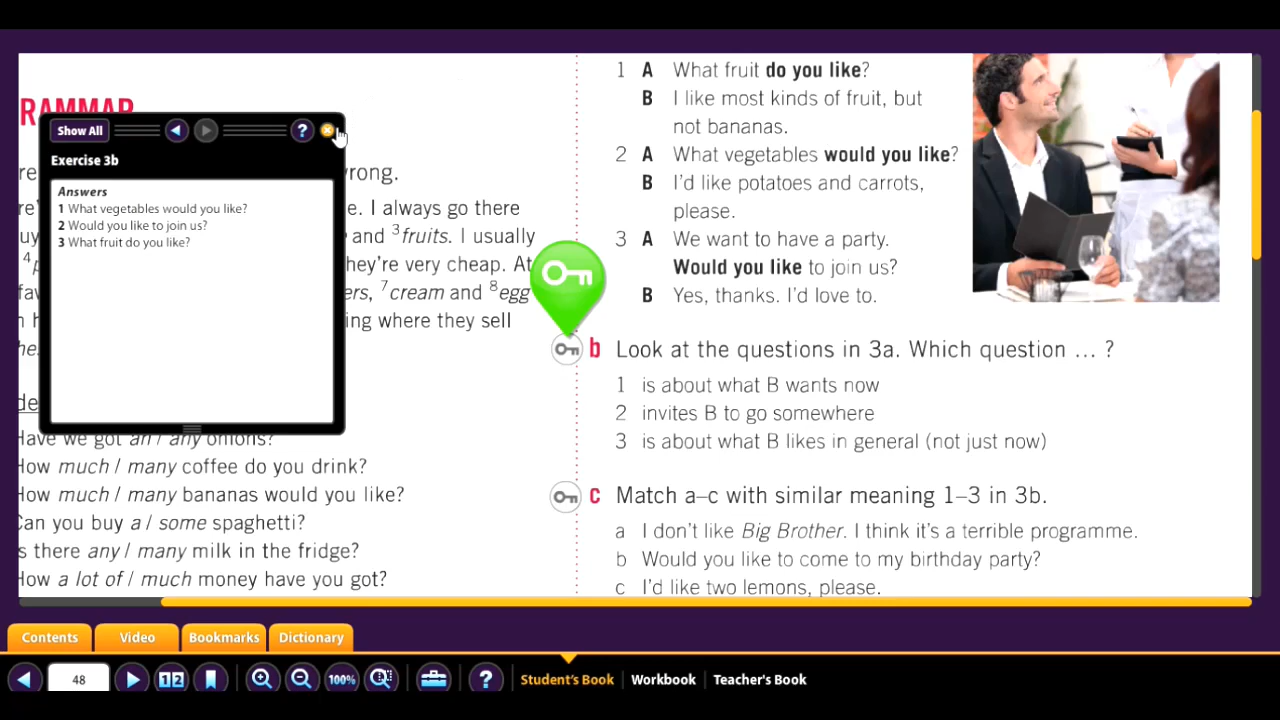 RAMMAR
Show All
?
Exercise 3b
Answers
1 What vegetables would you like?
2 Would you like to join us?
3 What fruit do you like?
wrong.
e. I always go there
and ³fruits. I usually
they're very cheap. At
ers, ⁷cream and ⁸egg
ing where they sell
Have we got an / any onions?
How much / many coffee do you drink?
How much / many bananas would you like?
Can you buy a / some spaghetti?
Is there any / many milk in the fridge?
How a lot of / much money have you got?
1 A What fruit do you like?
B I like most kinds of fruit, but
not bananas.
2 A What vegetables would you like?
B I'd like potatoes and carrots,
please.
3 A We want to have a party.
Would you like to join us?
B Yes, thanks. I'd love to.
b Look at the questions in 3a. Which question … ?
1 is about what B wants now
2 invites B to go somewhere
3 is about what B likes in general (not just now)
c Match a–c with similar meaning 1–3 in 3b.
a I don't like Big Brother. I think it's a terrible programme.
b Would you like to come to my birthday party?
c I'd like two lemons, please.
Contents Video Bookmarks Dictionary
48 1 2 100% ? Student's Book Workbook Teacher's Book